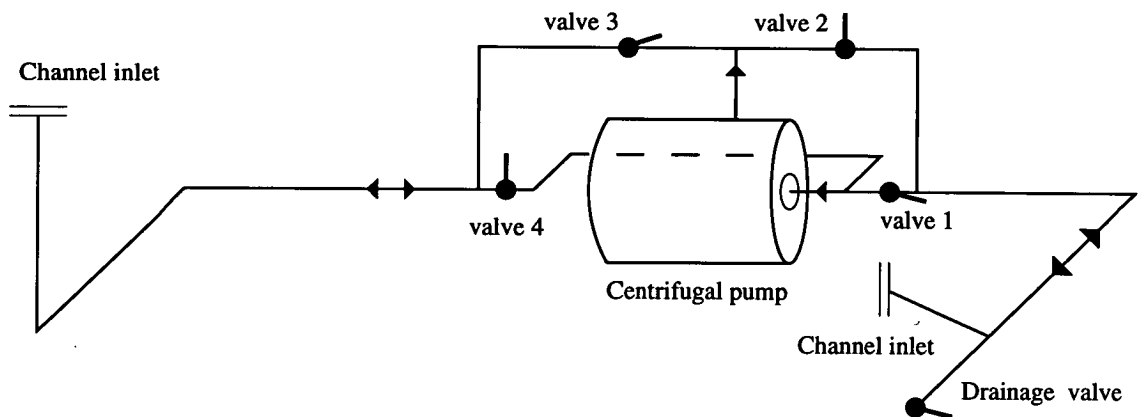 valve 3
valve 2
Channel inlet
valve 4
valve 1
Centrifugal pump
Channel inlet
Drainage valve